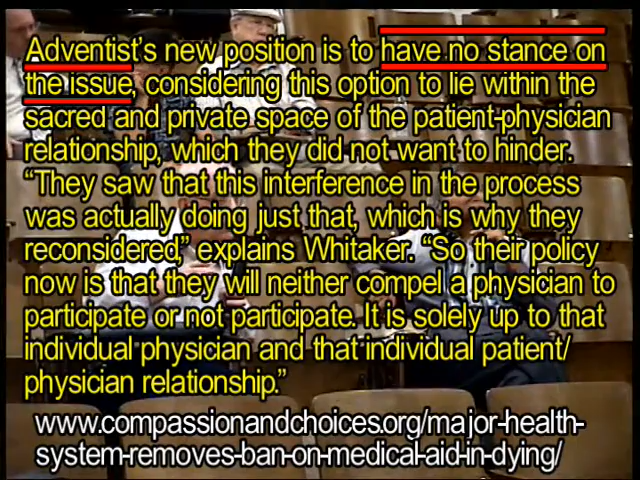 Adventist's new position is to have no stance on
the issue, considering this option to lie within the
sacred and private space of the patient-physician
relationship, which they did not want to hinder.
"They saw that this interference in the process
was actually doing just that, which is why they
reconsidered," explains Whitaker. "So their policy
now is that they will neither compel a physician to
participate or not participate. It is solely up to that
individual physician and that individual patient/
physician relationship."
www.compassionandchoices.org/major-health-
system-removes-ban-on-medical-aid-in-dying/